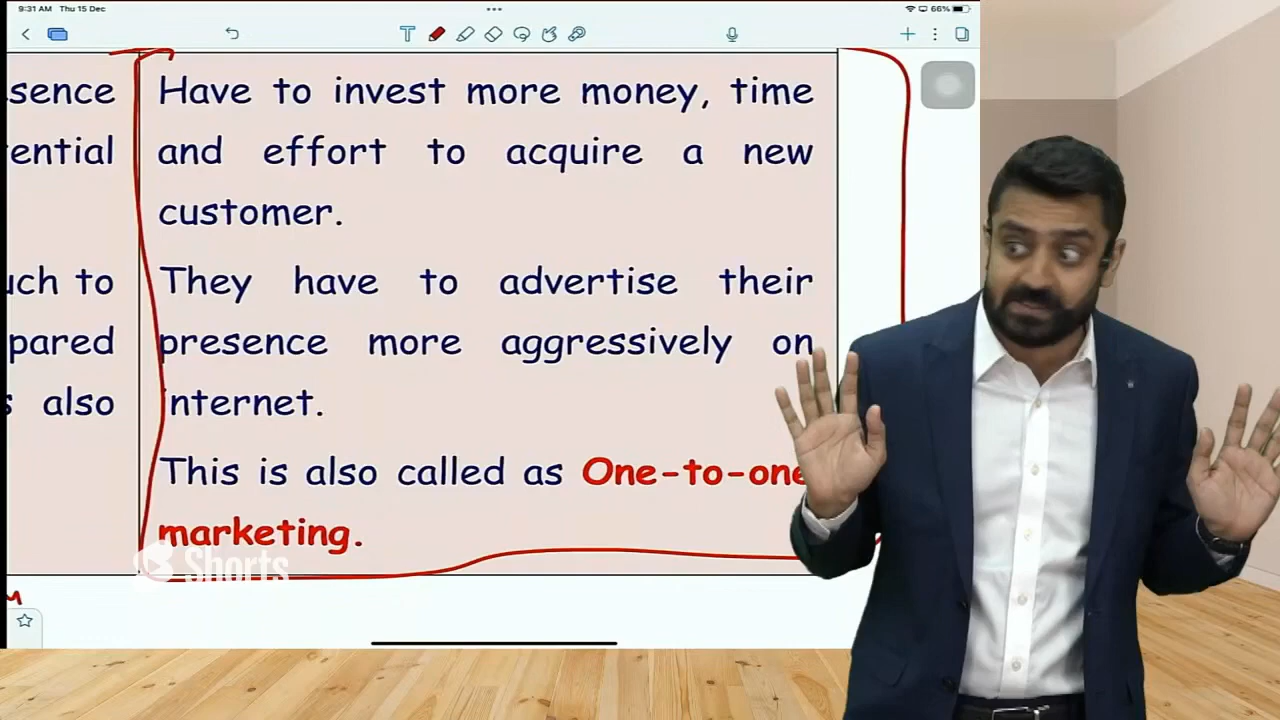 9:31 AM Thu 15 Dec
66%
sence
Have to invest more money, time
ential
and effort to acquire a new
customer.
uch to
They have to advertise their
pared
presence more aggressively on
also
internet.
This is also called as One-to-one
marketing.
Shorts